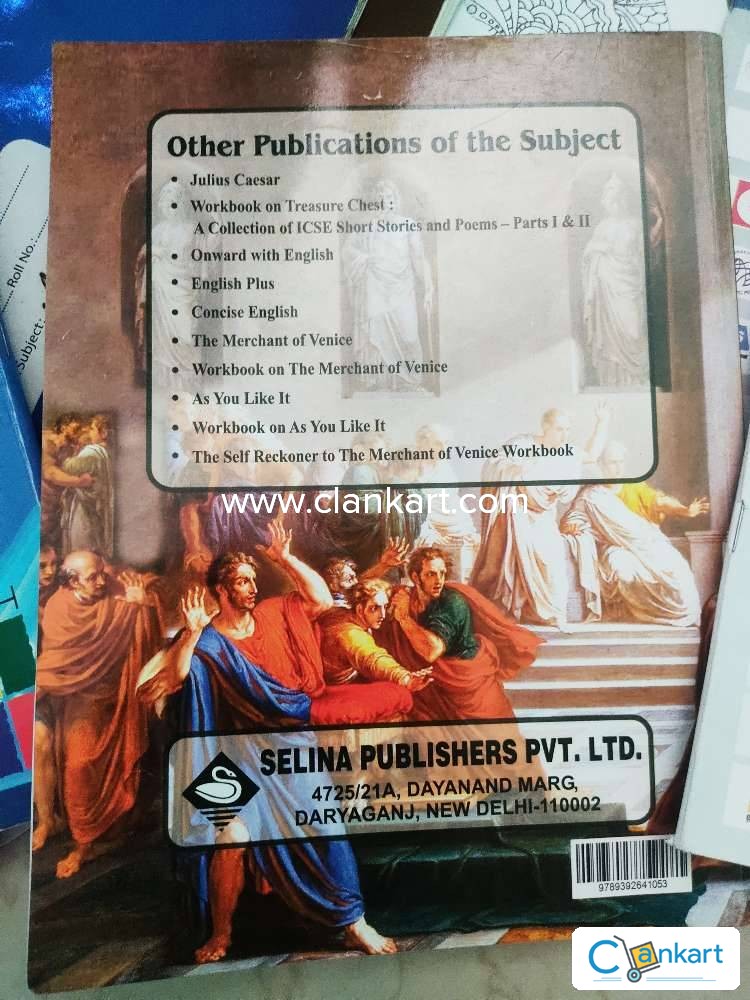 Roll No.:
Subject:
Other Publications of the Subject
• Julius Caesar
• Workbook on Treasure Chest :
A Collection of ICSE Short Stories and Poems – Parts I & II
• Onward with English
• English Plus
• Concise English
• The Merchant of Venice
• Workbook on The Merchant of Venice
• As You Like It
• Workbook on As You Like It
• The Self Reckoner to The Merchant of Venice Workbook
www.clankart.com
SELINA PUBLISHERS PVT. LTD.
4725/21A, DAYANAND MARG,
DARYAGANJ, NEW DELHI-110002
9789392641053
Clankart